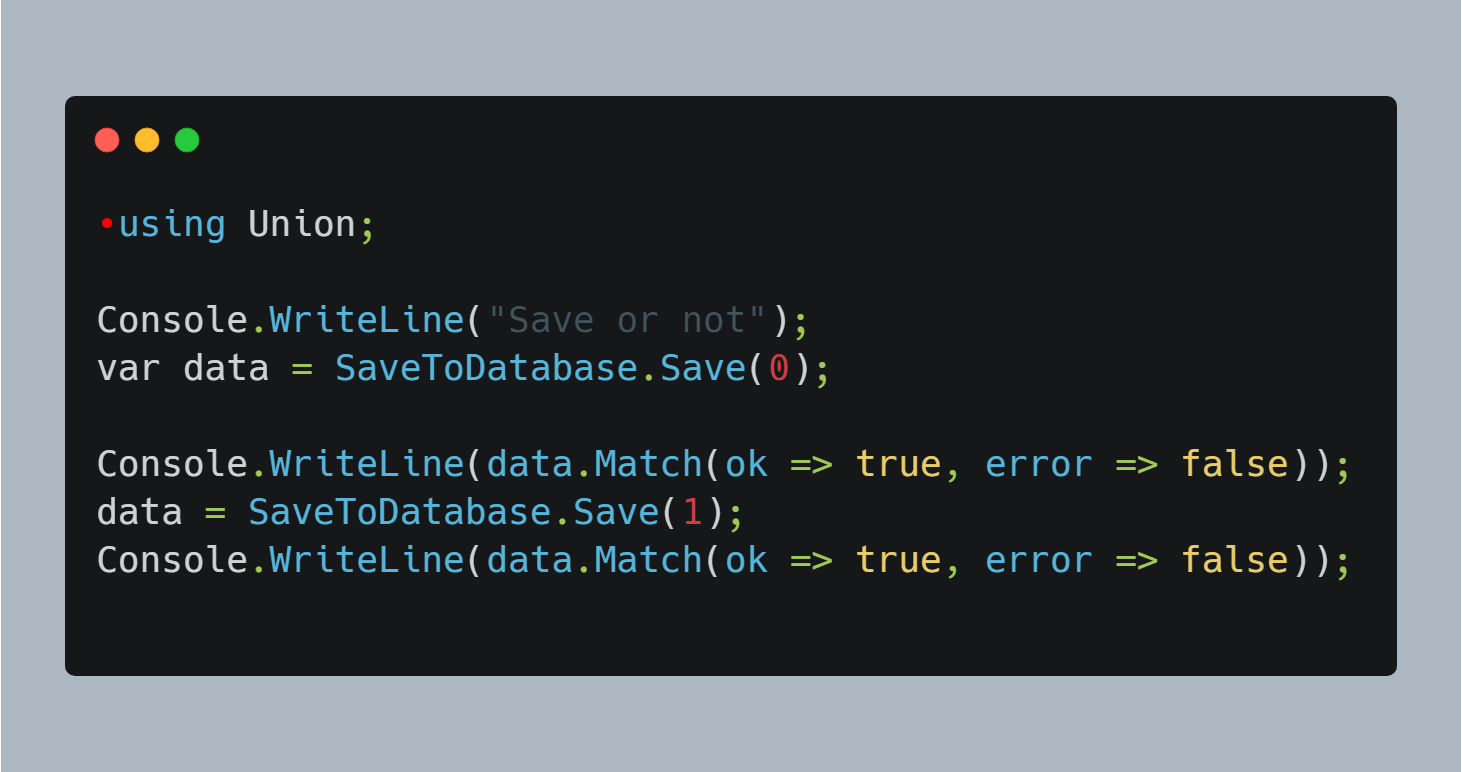 •using Union;
Console.WriteLine("Save or not");
var data = SaveToDatabase.Save(0);
Console.WriteLine(data.Match(ok => true, error => false));
data = SaveToDatabase.Save(1);
Console.WriteLine(data.Match(ok => true, error => false));